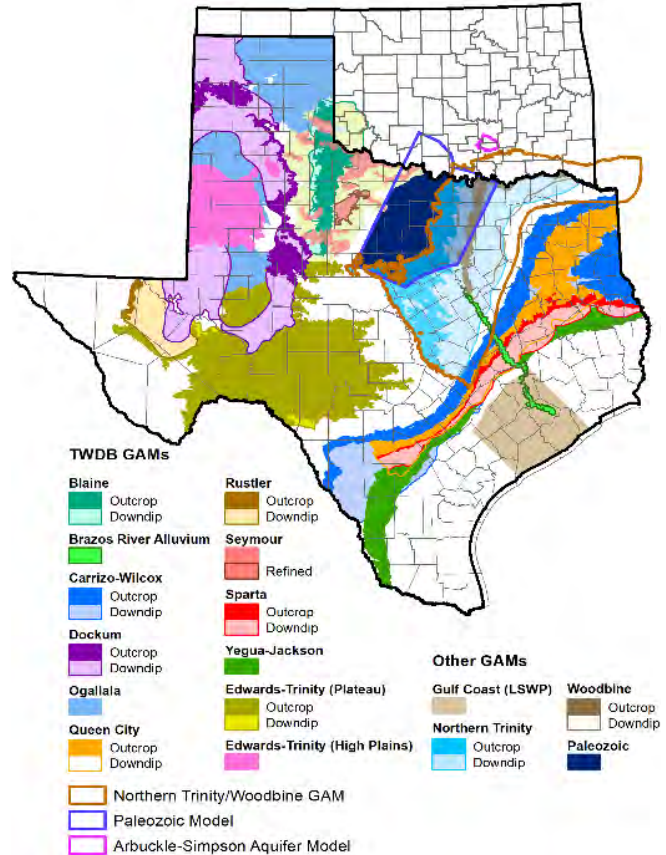 TWDB GAMs
Blaine
Outcrop
Downdip
Brazos River Alluvium
Carrizo-Wilcox
Outcrop
Downdip
Dockum
Outcrop
Downdip
Ogallala
Queen City
Outcrop
Downdip
Rustler
Outcrop
Downdip
Seymour
Refined
Sparta
Outcrop
Downdip
Yegua-Jackson
Edwards-Trinity (Plateau)
Outcrop
Downdip
Edwards-Trinity (High Plains)
Other GAMs
Gulf Coast (LSWP)
Northern Trinity
Outcrop
Downdip
Woodbine
Outcrop
Downdip
Paleozoic
Northern Trinity/Woodbine GAM
Paleozoic Model
Arbuckle-Simpson Aquifer Model